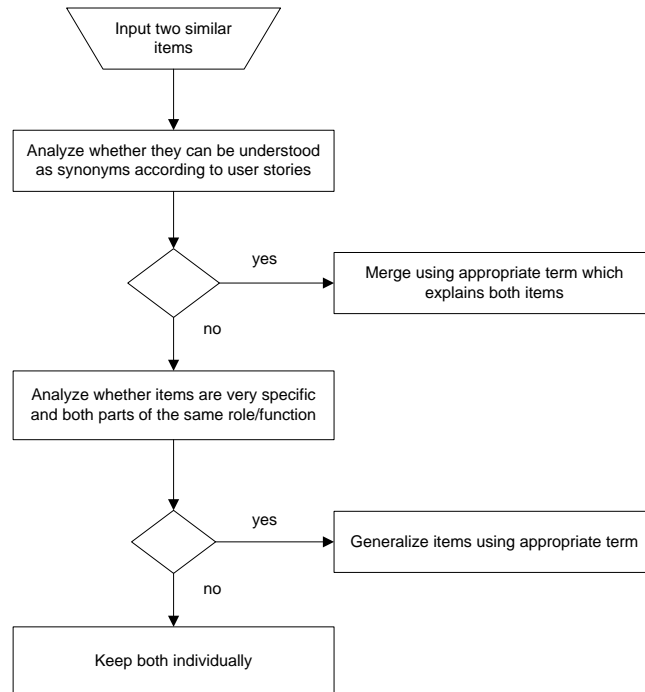 Input two similar
items
Analyze whether they can be understood
as synonyms according to user stories
yes
Merge using appropriate term which
explains both items
no
Analyze whether items are very specific
and both parts of the same role/function
yes
Generalize items using appropriate term
no
Keep both individually